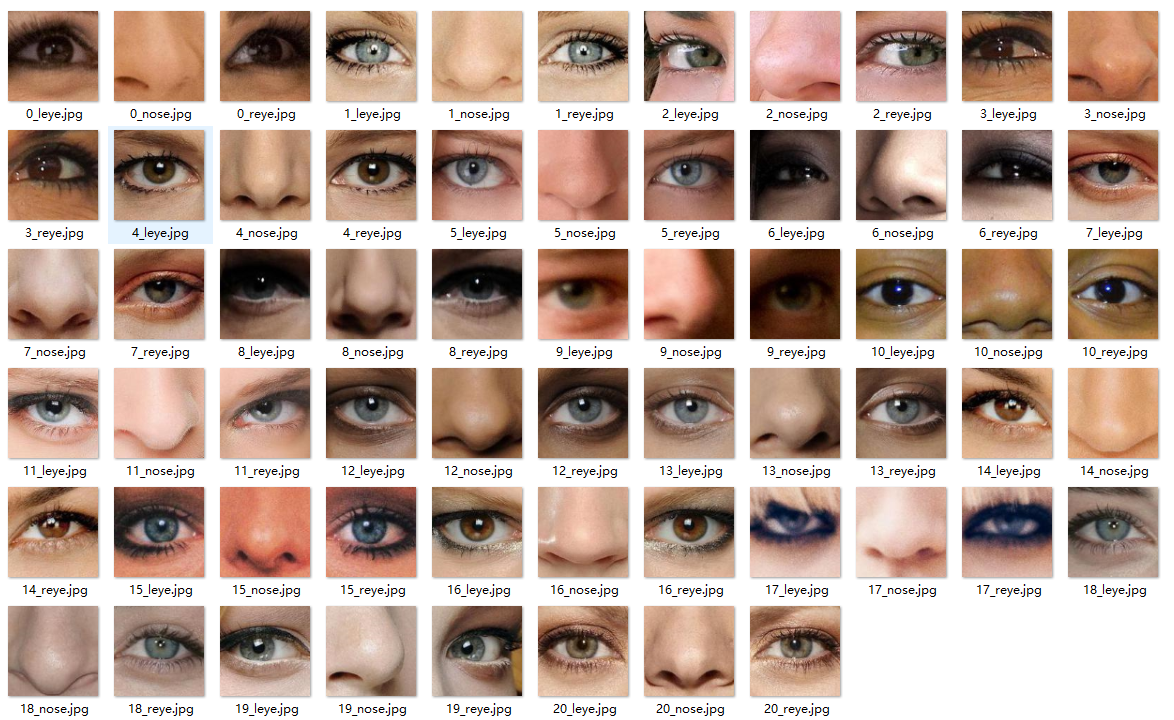 0_leye.jpg 0_nose.jpg 0_reye.jpg 1_leye.jpg 1_nose.jpg 1_reye.jpg 2_leye.jpg 2_nose.jpg 2_reye.jpg 3_leye.jpg 3_nose.jpg
3_reye.jpg 4_leye.jpg 4_nose.jpg 4_reye.jpg 5_leye.jpg 5_nose.jpg 5_reye.jpg 6_leye.jpg 6_nose.jpg 6_reye.jpg 7_leye.jpg
7_nose.jpg 7_reye.jpg 8_leye.jpg 8_nose.jpg 8_reye.jpg 9_leye.jpg 9_nose.jpg 9_reye.jpg 10_leye.jpg 10_nose.jpg 10_reye.jpg
11_leye.jpg 11_nose.jpg 11_reye.jpg 12_leye.jpg 12_nose.jpg 12_reye.jpg 13_leye.jpg 13_nose.jpg 13_reye.jpg 14_leye.jpg 14_nose.jpg
14_reye.jpg 15_leye.jpg 15_nose.jpg 15_reye.jpg 16_leye.jpg 16_nose.jpg 16_reye.jpg 17_leye.jpg 17_nose.jpg 17_reye.jpg 18_leye.jpg
18_nose.jpg 18_reye.jpg 19_leye.jpg 19_nose.jpg 19_reye.jpg 20_leye.jpg 20_nose.jpg 20_reye.jpg